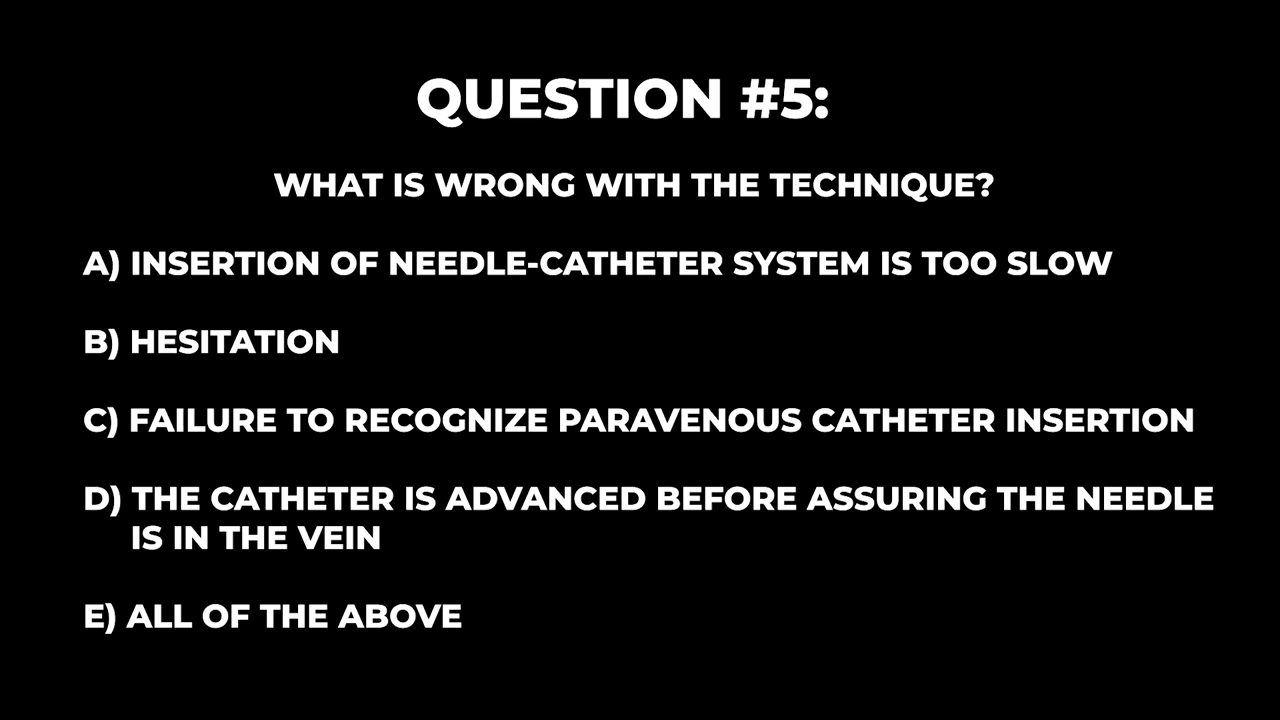 QUESTION #5:
WHAT IS WRONG WITH THE TECHNIQUE?
A) INSERTION OF NEEDLE-CATHETER SYSTEM IS TOO SLOW
B) HESITATION
C) FAILURE TO RECOGNIZE PARAVENOUS CATHETER INSERTION
D) THE CATHETER IS ADVANCED BEFORE ASSURING THE NEEDLE
IS IN THE VEIN
E) ALL OF THE ABOVE